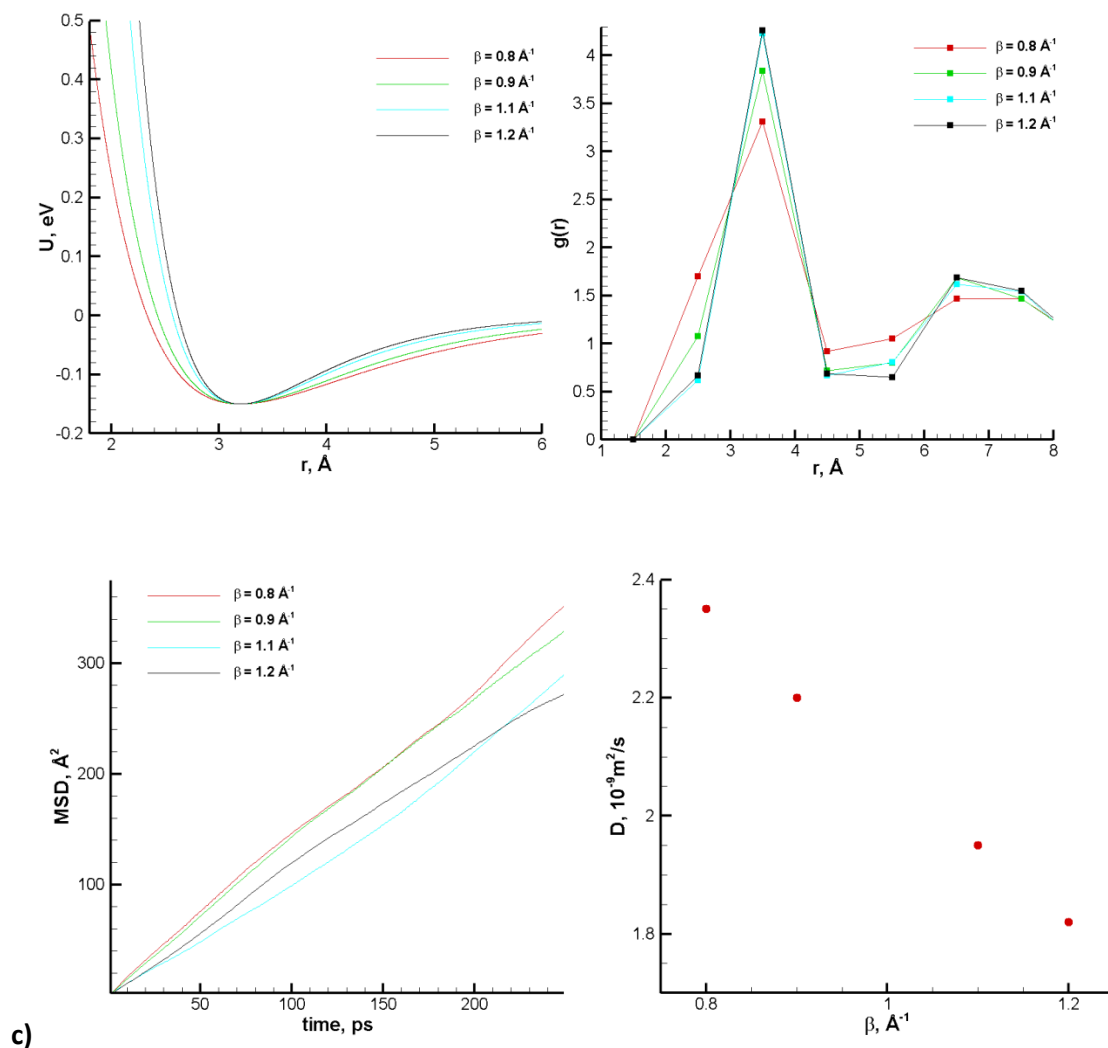 0.5
0.4
0.3
0.2
0.1
0
-0.1
-0.2
U, eV
2 3 4 5 6
r, Å
β = 0.8 Å⁻¹
β = 0.9 Å⁻¹
β = 1.1 Å⁻¹
β = 1.2 Å⁻¹
4
3.5
3
2.5
2
1.5
1
0.5
0
g(r)
1 2 3 4 5 6 7 8
r, Å
β = 0.8 Å⁻¹
β = 0.9 Å⁻¹
β = 1.1 Å⁻¹
β = 1.2 Å⁻¹
300
200
100
MSD, Å²
50 100 150 200
time, ps
β = 0.8 Å⁻¹
β = 0.9 Å⁻¹
β = 1.1 Å⁻¹
β = 1.2 Å⁻¹
2.4
2.2
2
1.8
D, 10⁻⁹m²/s
0.8 1 1.2
β, Å⁻¹
c)